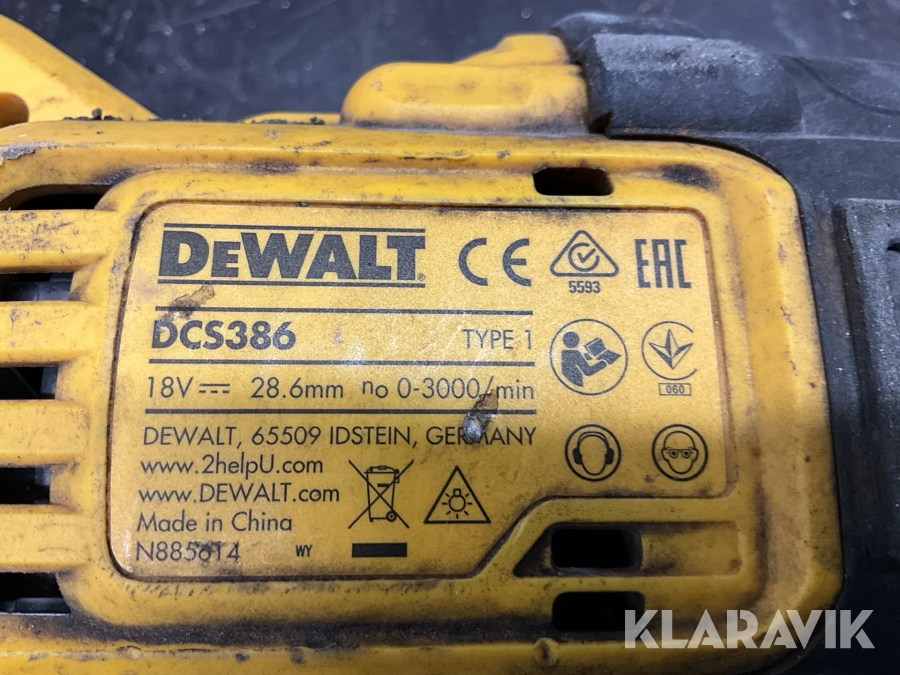 DEWALT
CE
5593
EAC
DCS386 TYPE 1
18V 28.6mm no 0-3000/min
060
DEWALT, 65509 IDSTEIN, GERMANY
www.2helpU.com
www.DEWALT.com
Made in China
N885614 WY
KLARAVIK